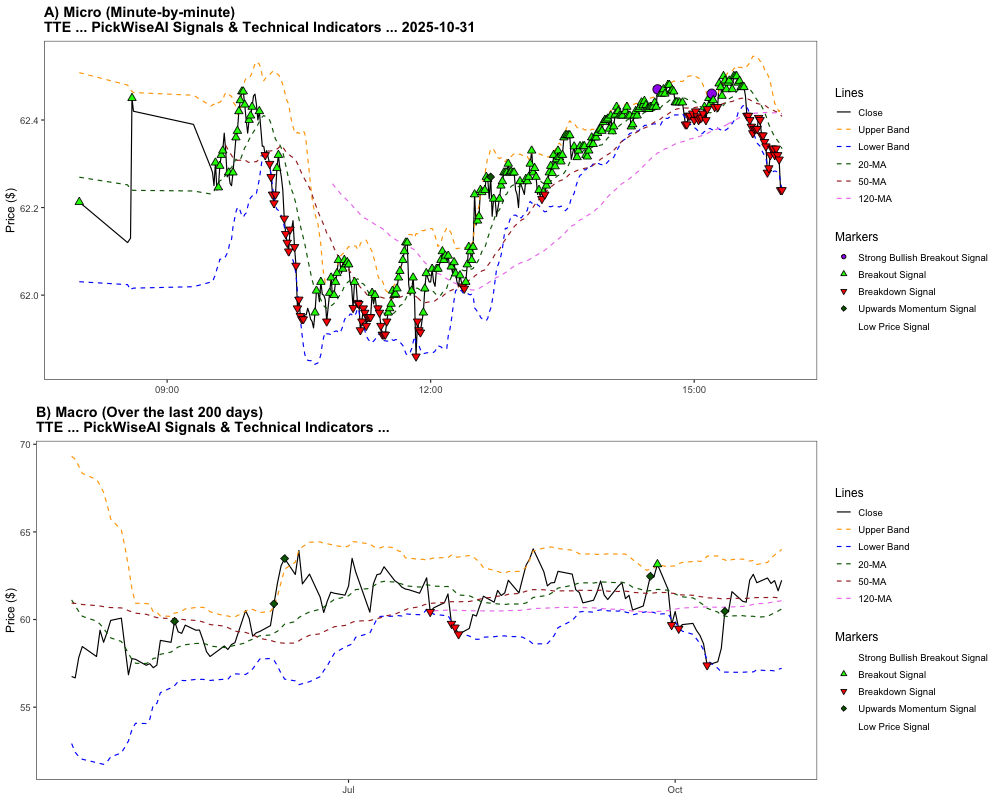 A) Micro (Minute-by-minute)
TTE ... PickWiseAI Signals & Technical Indicators ... 2025-10-31
Price ($)
62.4
62.2
62.0
09:00
12:00
15:00
Lines
Close
Upper Band
Lower Band
20-MA
50-MA
120-MA
Markers
Strong Bullish Breakout Signal
Breakout Signal
Breakdown Signal
Upwards Momentum Signal
Low Price Signal
B) Macro (Over the last 200 days)
TTE ... PickWiseAI Signals & Technical Indicators ...
Price ($)
70
65
60
55
Jul
Oct
Lines
Close
Upper Band
Lower Band
20-MA
50-MA
120-MA
Markers
Strong Bullish Breakout Signal
Breakout Signal
Breakdown Signal
Upwards Momentum Signal
Low Price Signal